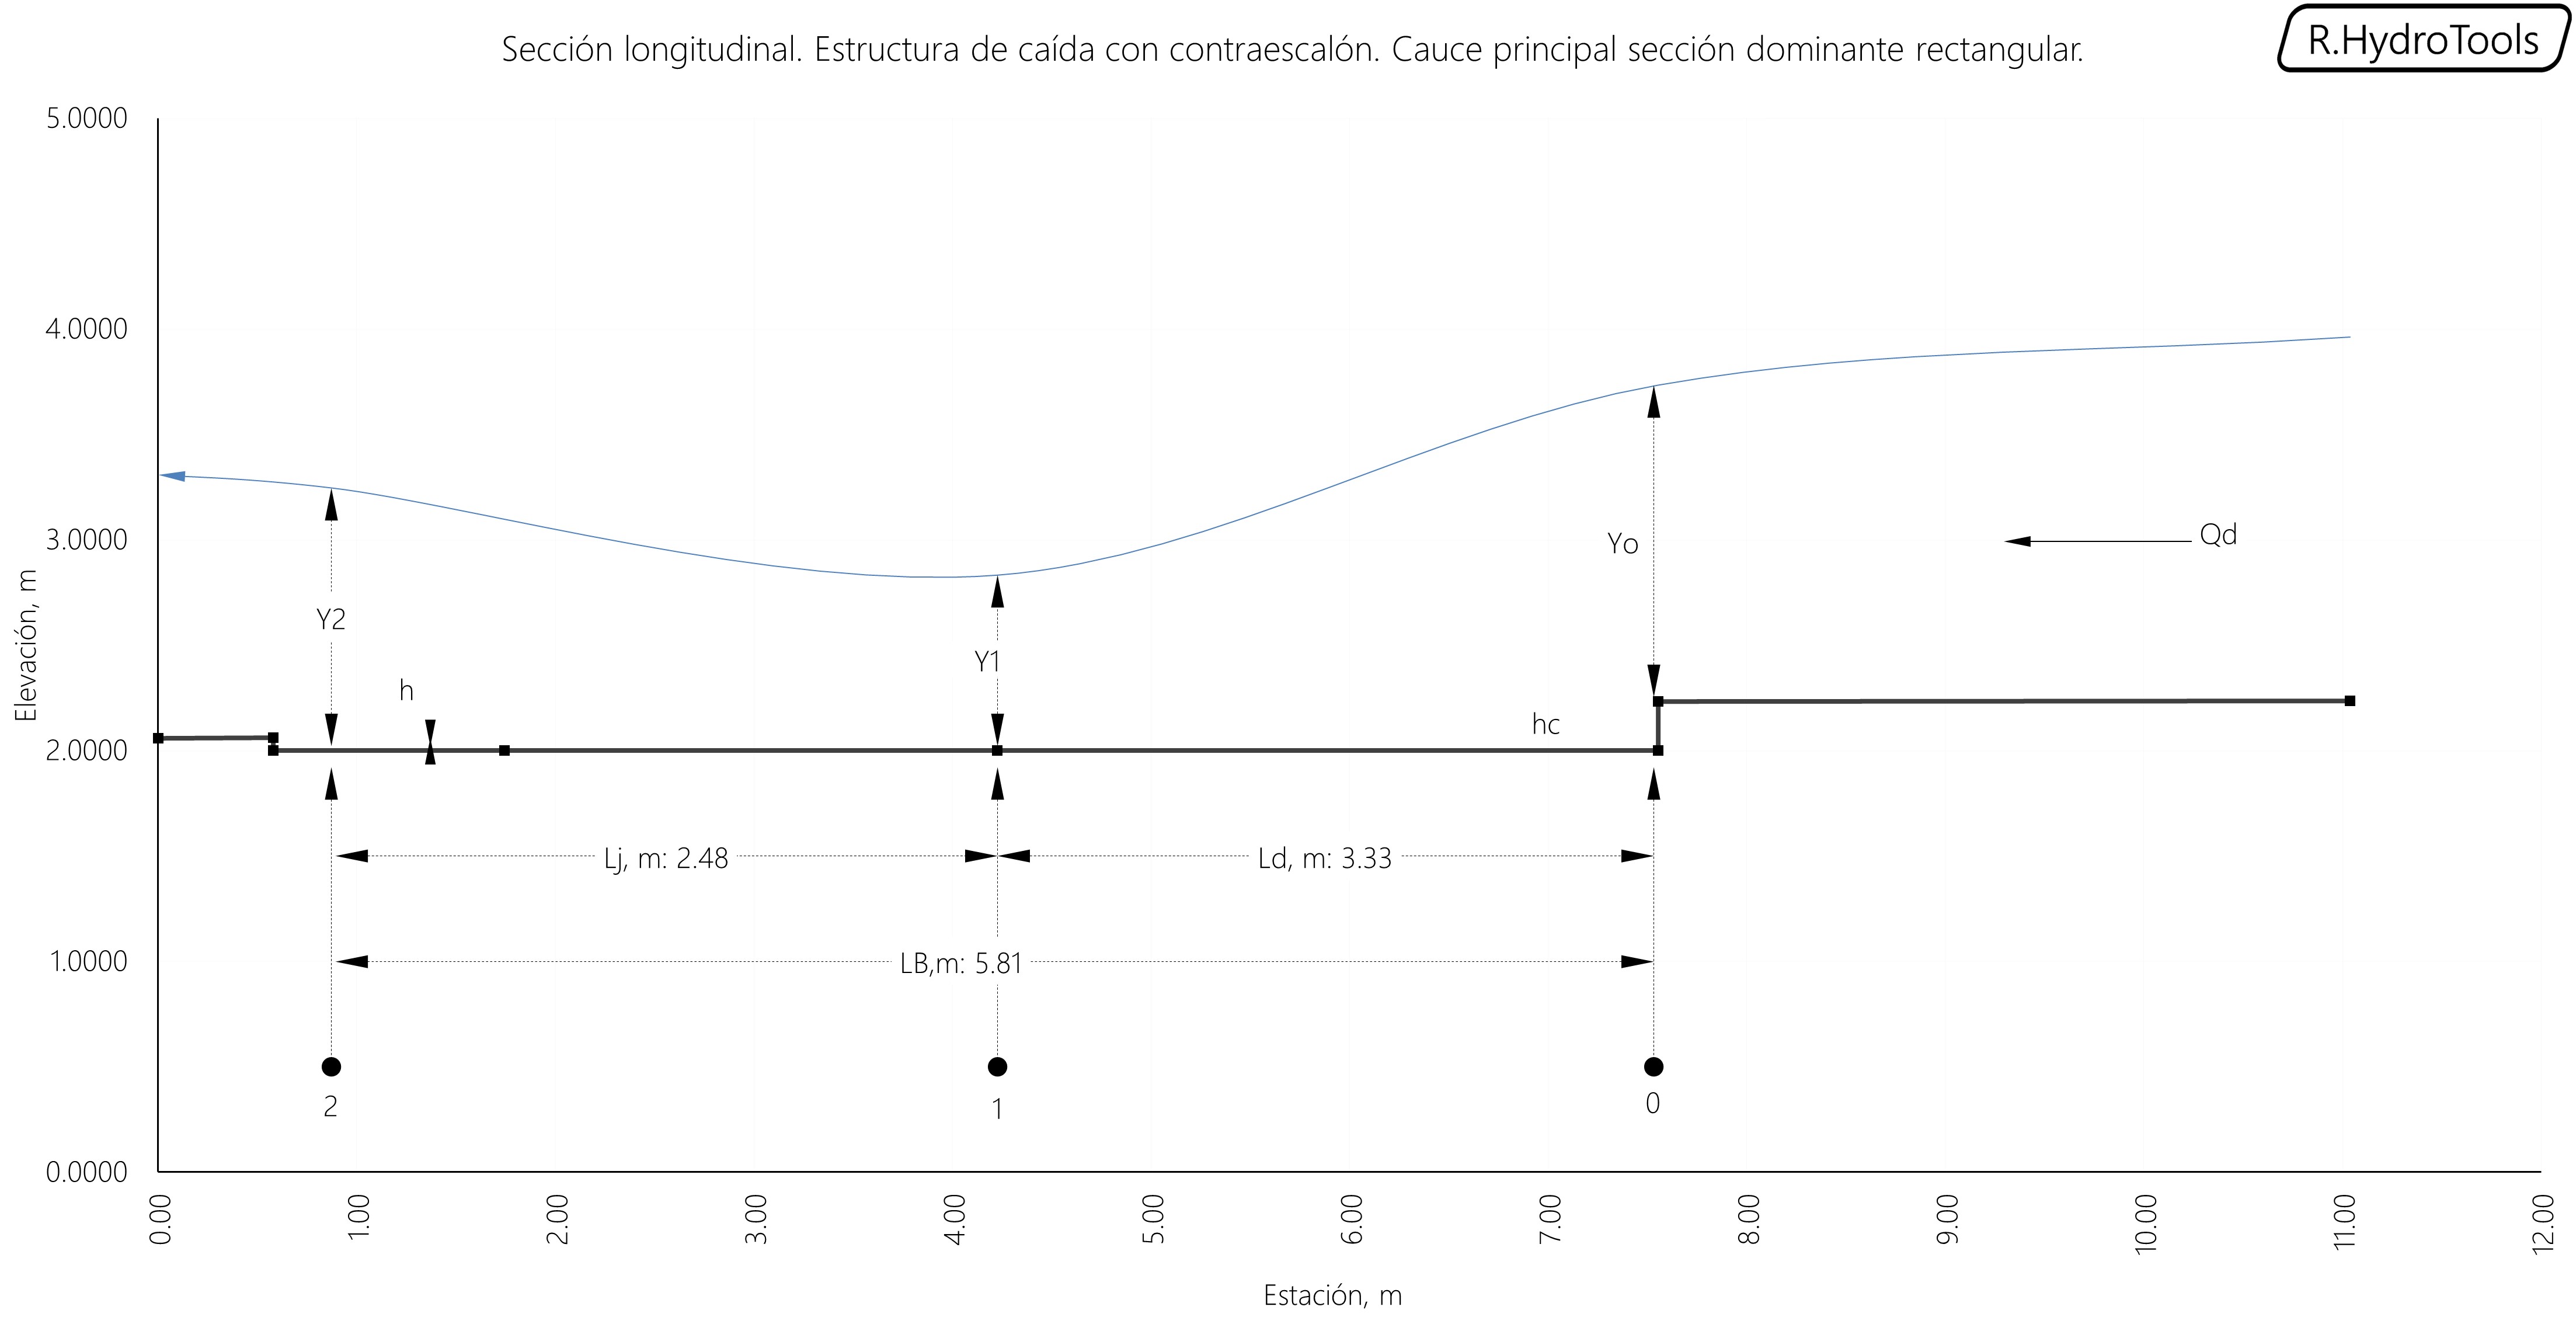 Sección longitudinal. Estructura de caída con contraescalón. Cauce principal sección dominante rectangular.
R.HydroTools
5.0000
4.0000
3.0000
2.0000
1.0000
0.0000
Elevación, m
Qd
Yo
Y2
Y1
h
hc
Lj, m: 2.48
Ld, m: 3.33
LB,m: 5.81
2
1
0
0.00
1.00
2.00
3.00
4.00
5.00
6.00
7.00
8.00
9.00
10.00
11.00
12.00
Estación, m